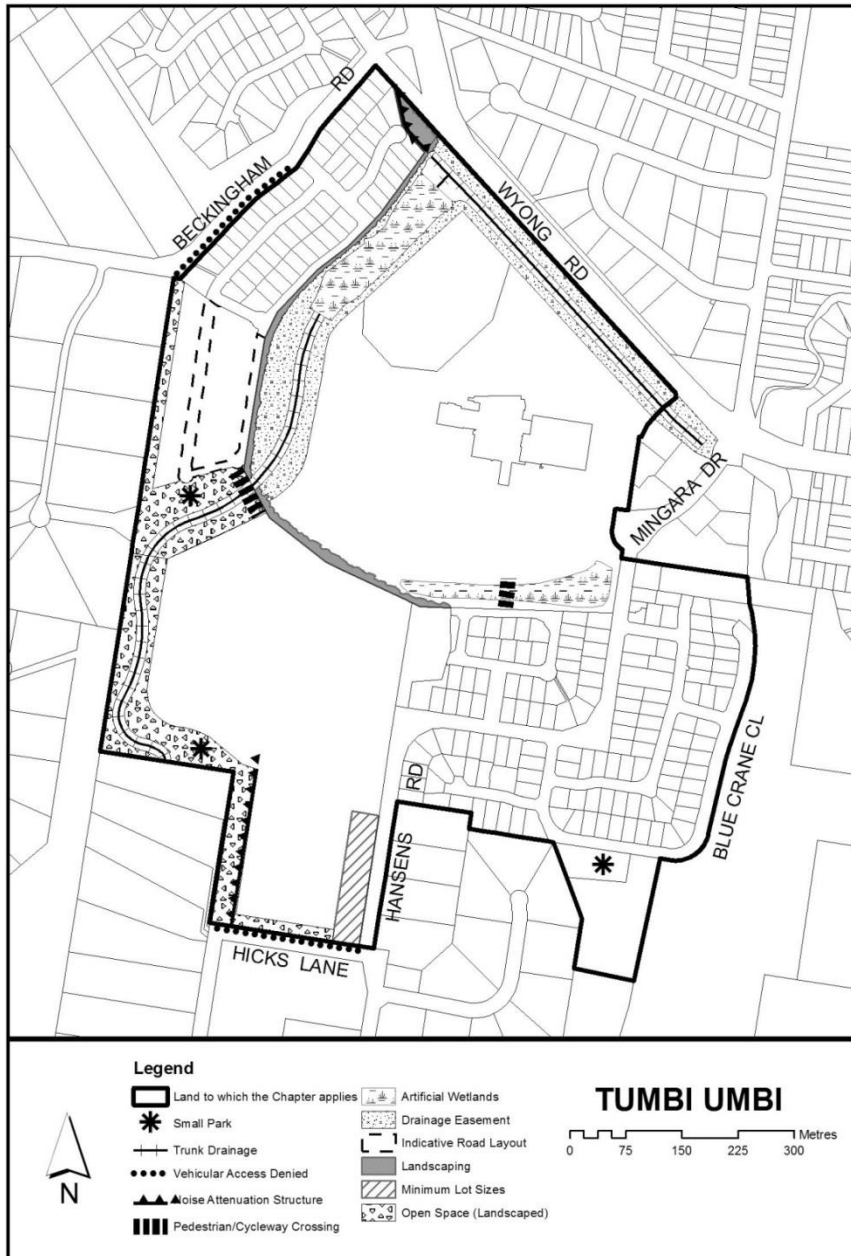 BECKINGHAM RD
WYONG RD
MINGARA DR
BLUE CRANE CL
HANSENS RD
HICKS LANE
Legend
Land to which the Chapter applies
Small Park
Trunk Drainage
Vehicular Access Denied
Noise Attenuation Structure
Pedestrian/Cycleway Crossing
Artificial Wetlands
Drainage Easement
Indicative Road Layout
Landscaping
Minimum Lot Sizes
Open Space (Landscaped)
N
TUMBI UMBI
Metres
0 75 150 225 300